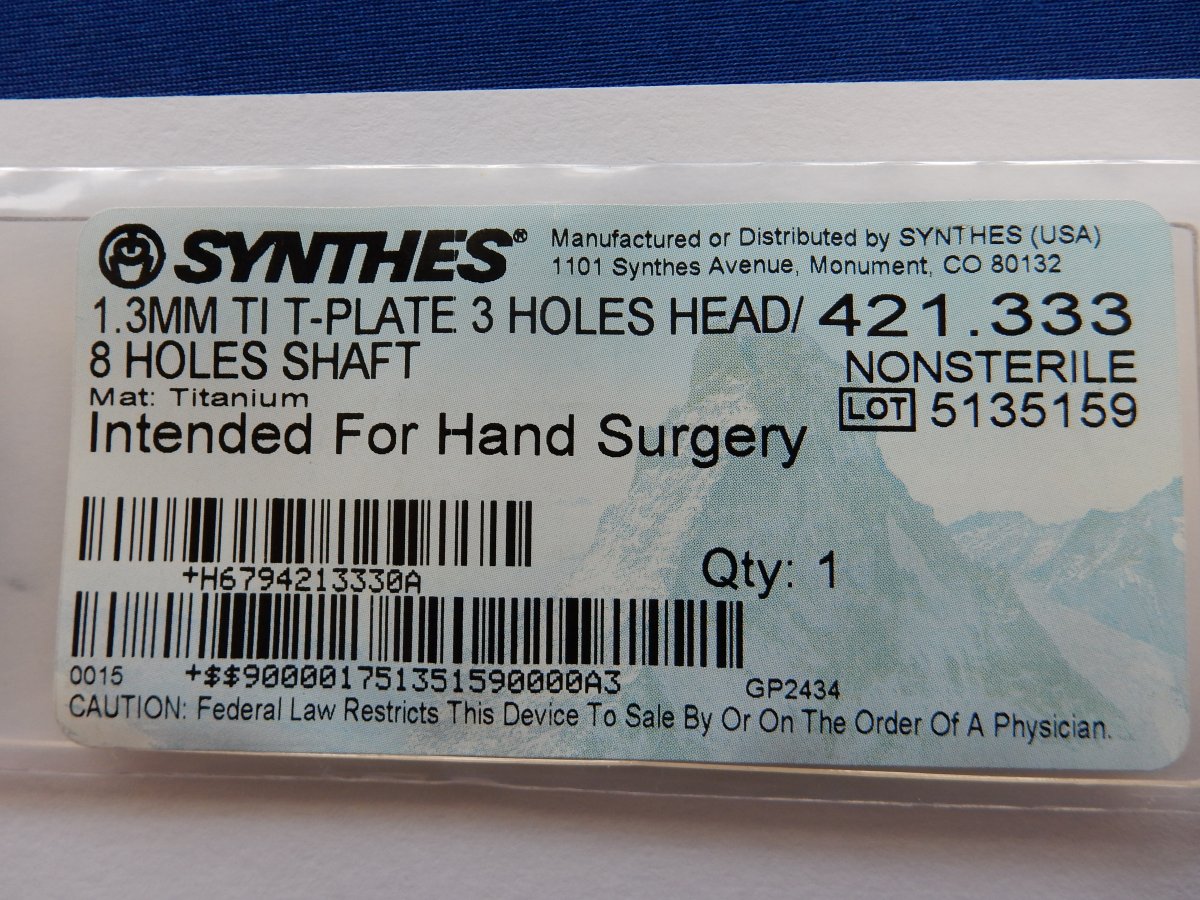 SYNTHES® Manufactured or Distributed by SYNTHES (USA)
1101 Synthes Avenue, Monument, CO 80132
1.3MM TI T-PLATE 3 HOLES HEAD/ 421.333
8 HOLES SHAFT NONSTERILE
Mat: Titanium LOT 5135159
Intended For Hand Surgery
Qty: 1
+H6794213330A
0015 +$$900001751351590000A3 GP2434
CAUTION: Federal Law Restricts This Device To Sale By Or On The Order Of A Physician.